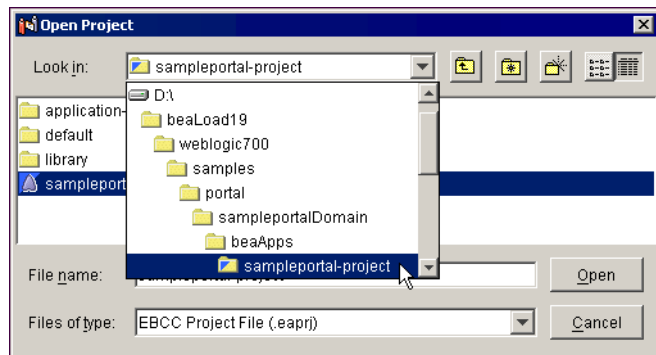 Open Project
Look in: sampleportal-project
D:\
application-
beaLoad19
default
weblogic700
library
samples
sampleport
portal
sampleportalDomain
beaApps
sampleportal-project
File name:
Open
Files of type: EBCC Project File (.eaprj)
Cancel